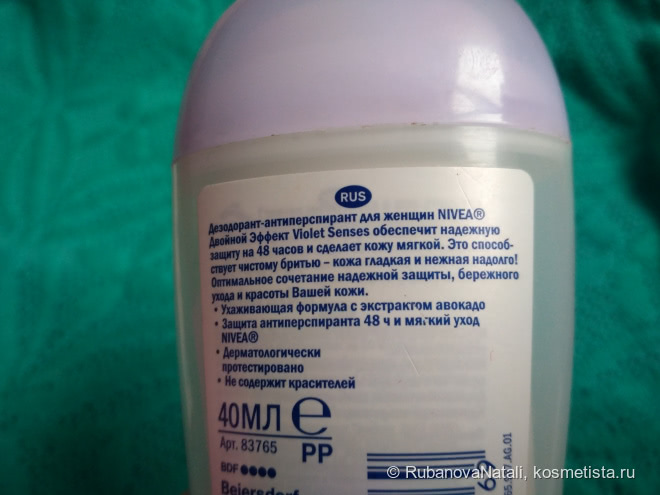 RUS
Дезодорант-антиперспирант для женщин NIVEA®
Двойной Эффект Violet Senses обеспечит надежную
защиту на 48 часов и сделает кожу мягкой. Это способ-
ствует чистому бритью – кожа гладкая и нежная надолго!
Оптимальное сочетание надежной защиты, бережного
ухода и красоты Вашей кожи.
• Ухаживающая формула с экстрактом авокадо
• Защита антиперспиранта 48 ч и мягкий уход
NIVEA®
• Дерматологически
протестировано
• Не содержит красителей
40МЛ e
Арт. 83765
PP
BDF ●●●●
Beiersdorf
© RubanovaNatali, kosmetista.ru